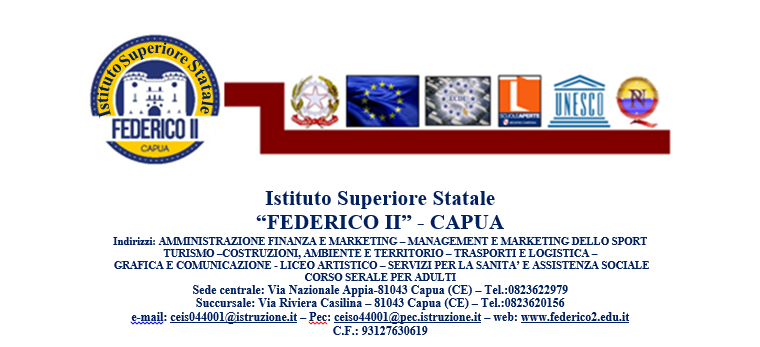 Istituto Superiore Statale
FEDERICO II
CAPUA
ECDL
SCUOLE APERTE
UNESCO
Istituto Superiore Statale
“FEDERICO II” - CAPUA
Indirizzi: AMMINISTRAZIONE FINANZA E MARKETING – MANAGEMENT E MARKETING DELLO SPORT
TURISMO –COSTRUZIONI, AMBIENTE E TERRITORIO – TRASPORTI E LOGISTICA –
GRAFICA E COMUNICAZIONE - LICEO ARTISTICO – SERVIZI PER LA SANITA’ E ASSISTENZA SOCIALE
CORSO SERALE PER ADULTI
Sede centrale: Via Nazionale Appia-81043 Capua (CE) – Tel.:0823622979
Succursale: Via Riviera Casilina – 81043 Capua (CE) – Tel.:0823620156
e-mail: ceis044001@istruzione.it – Pec: ceiso44001@pec.istruzione.it – web: www.federico2.edu.it
C.F.: 93127630619